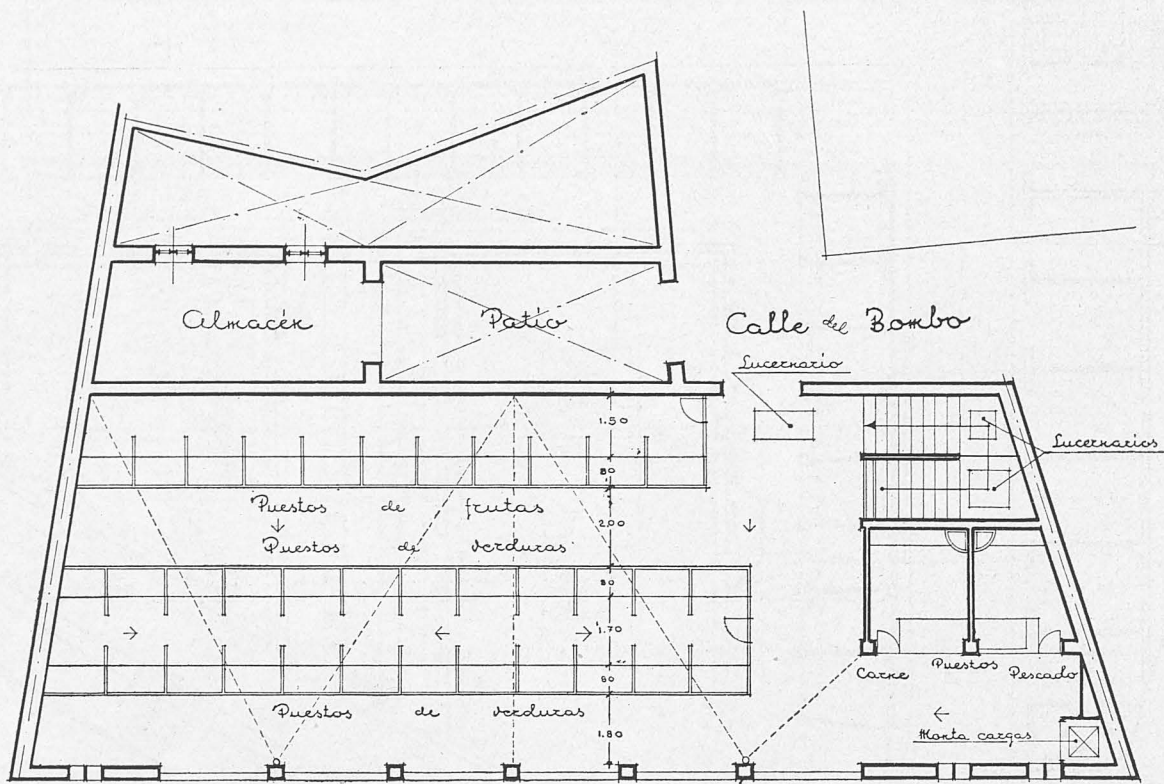 Almacén
Patio
Calle del Bombo
Lucernario
Lucernarios
1.50
80
Puestos de frutas
2,00
Puestos de verduras
80
1.70
80
Carne
Puestos
Pescado
Puestos de verduras
1.80
Monta cargas